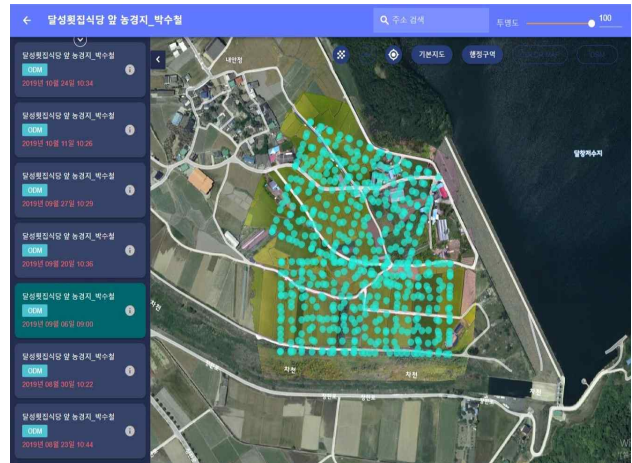 달성횟집식당 앞 농경지_박수철
주소 검색
투명도
100
달성횟집식당 앞 농경지_박수철
ODM
2019년 10월 24일 10:34
달성횟집식당 앞 농경지_박수철
ODM
2019년 10월 11일 10:26
달성횟집식당 앞 농경지_박수철
ODM
2019년 09월 27일 10:29
달성횟집식당 앞 농경지_박수철
ODM
2019년 09월 20일 10:36
달성횟집식당 앞 농경지_박수철
ODM
2019년 09월 06일 09:00
달성횟집식당 앞 농경지_박수철
ODM
2019년 08월 30일 10:22
달성횟집식당 앞 농경지_박수철
ODM
2019년 08월 23일 10:44
기본지도
행정구역
내안정
달창저수지
차천
차천
차천